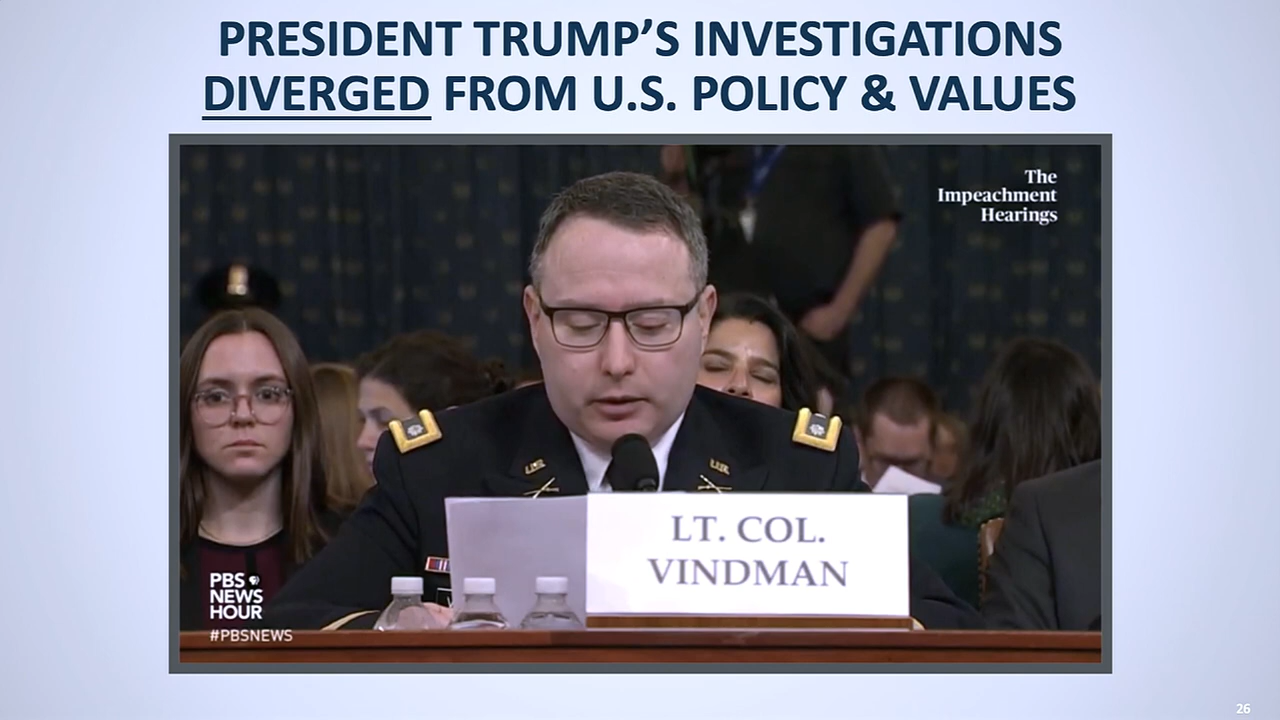 PRESIDENT TRUMP'S INVESTIGATIONS
DIVERGED FROM U.S. POLICY & VALUES
The
Impeachment
Hearings
LT. COL.
VINDMAN
PBS
NEWS
HOUR
#PBSNEWS
26